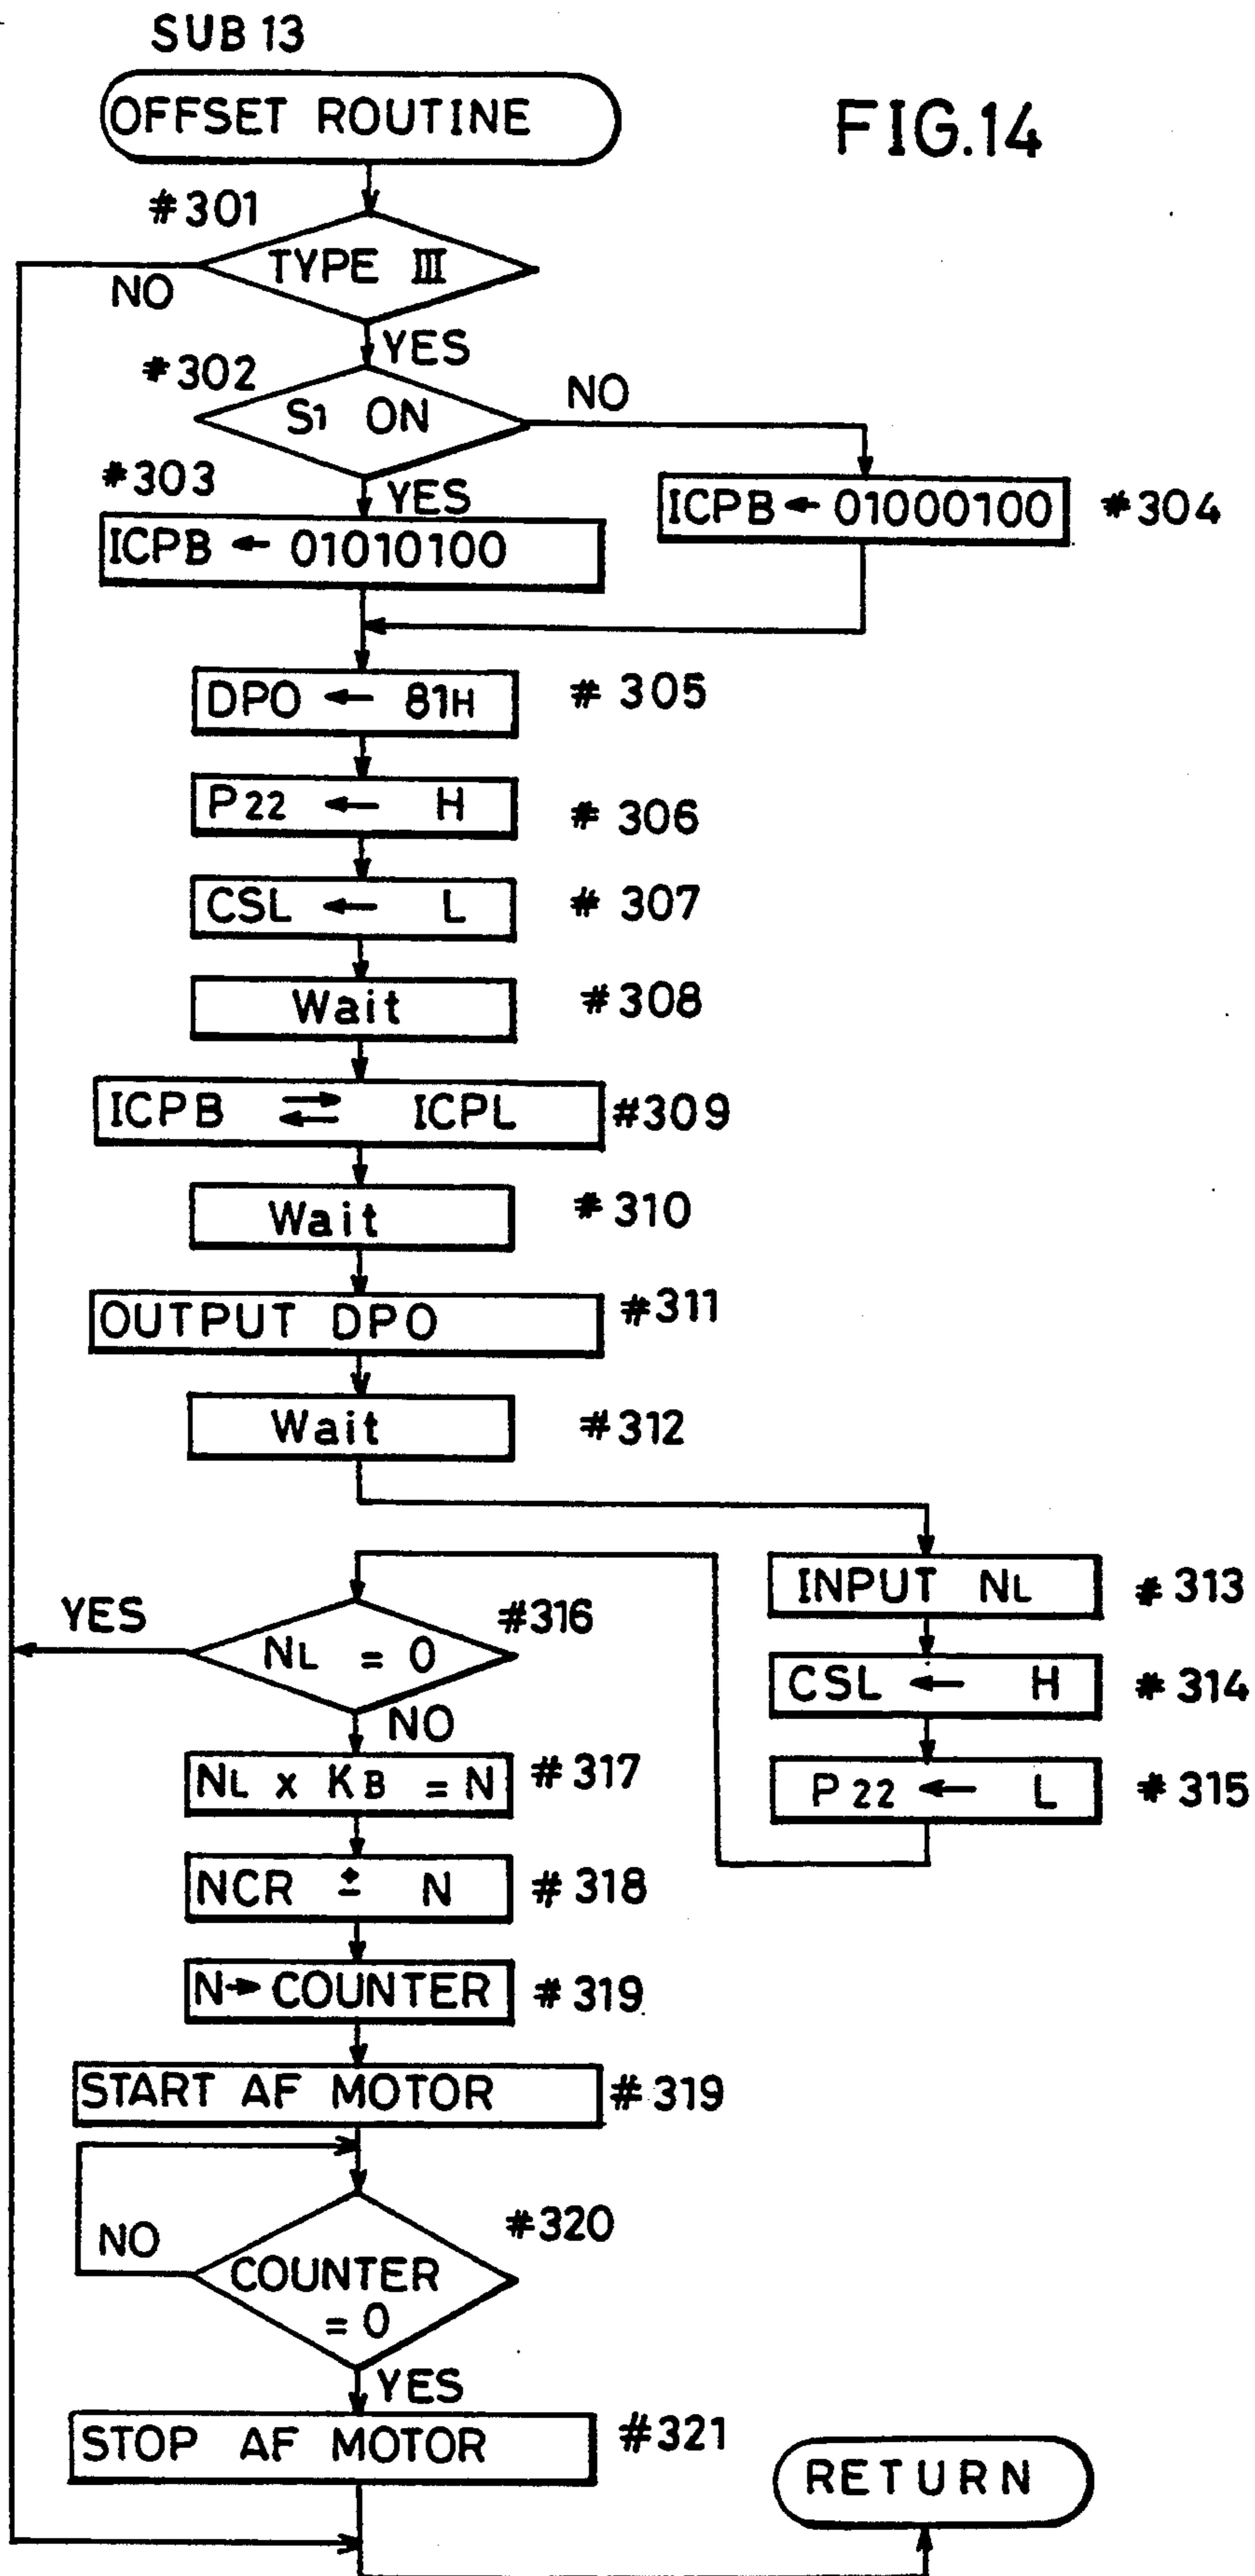 SUB 13
OFFSET ROUTINE
FIG.14
#301
TYPE III
NO
YES
#302
S1 ON
NO
#303
YES
ICPB ← 01010100
ICPB ← 01000100 #304
DPO ← 81H # 305
P22 ← H # 306
CSL ← L # 307
Wait #308
ICPB ⇄ ICPL #309
Wait #310
OUTPUT DPO #311
Wait #312
INPUT NL #313
CSL ← H #314
P22 ← L #315
YES
NL = 0 #316
NO
NL x KB = N #317
NCR ± N #318
N→COUNTER #319
START AF MOTOR #319
NO
COUNTER
= 0
#320
YES
STOP AF MOTOR #321
RETURN